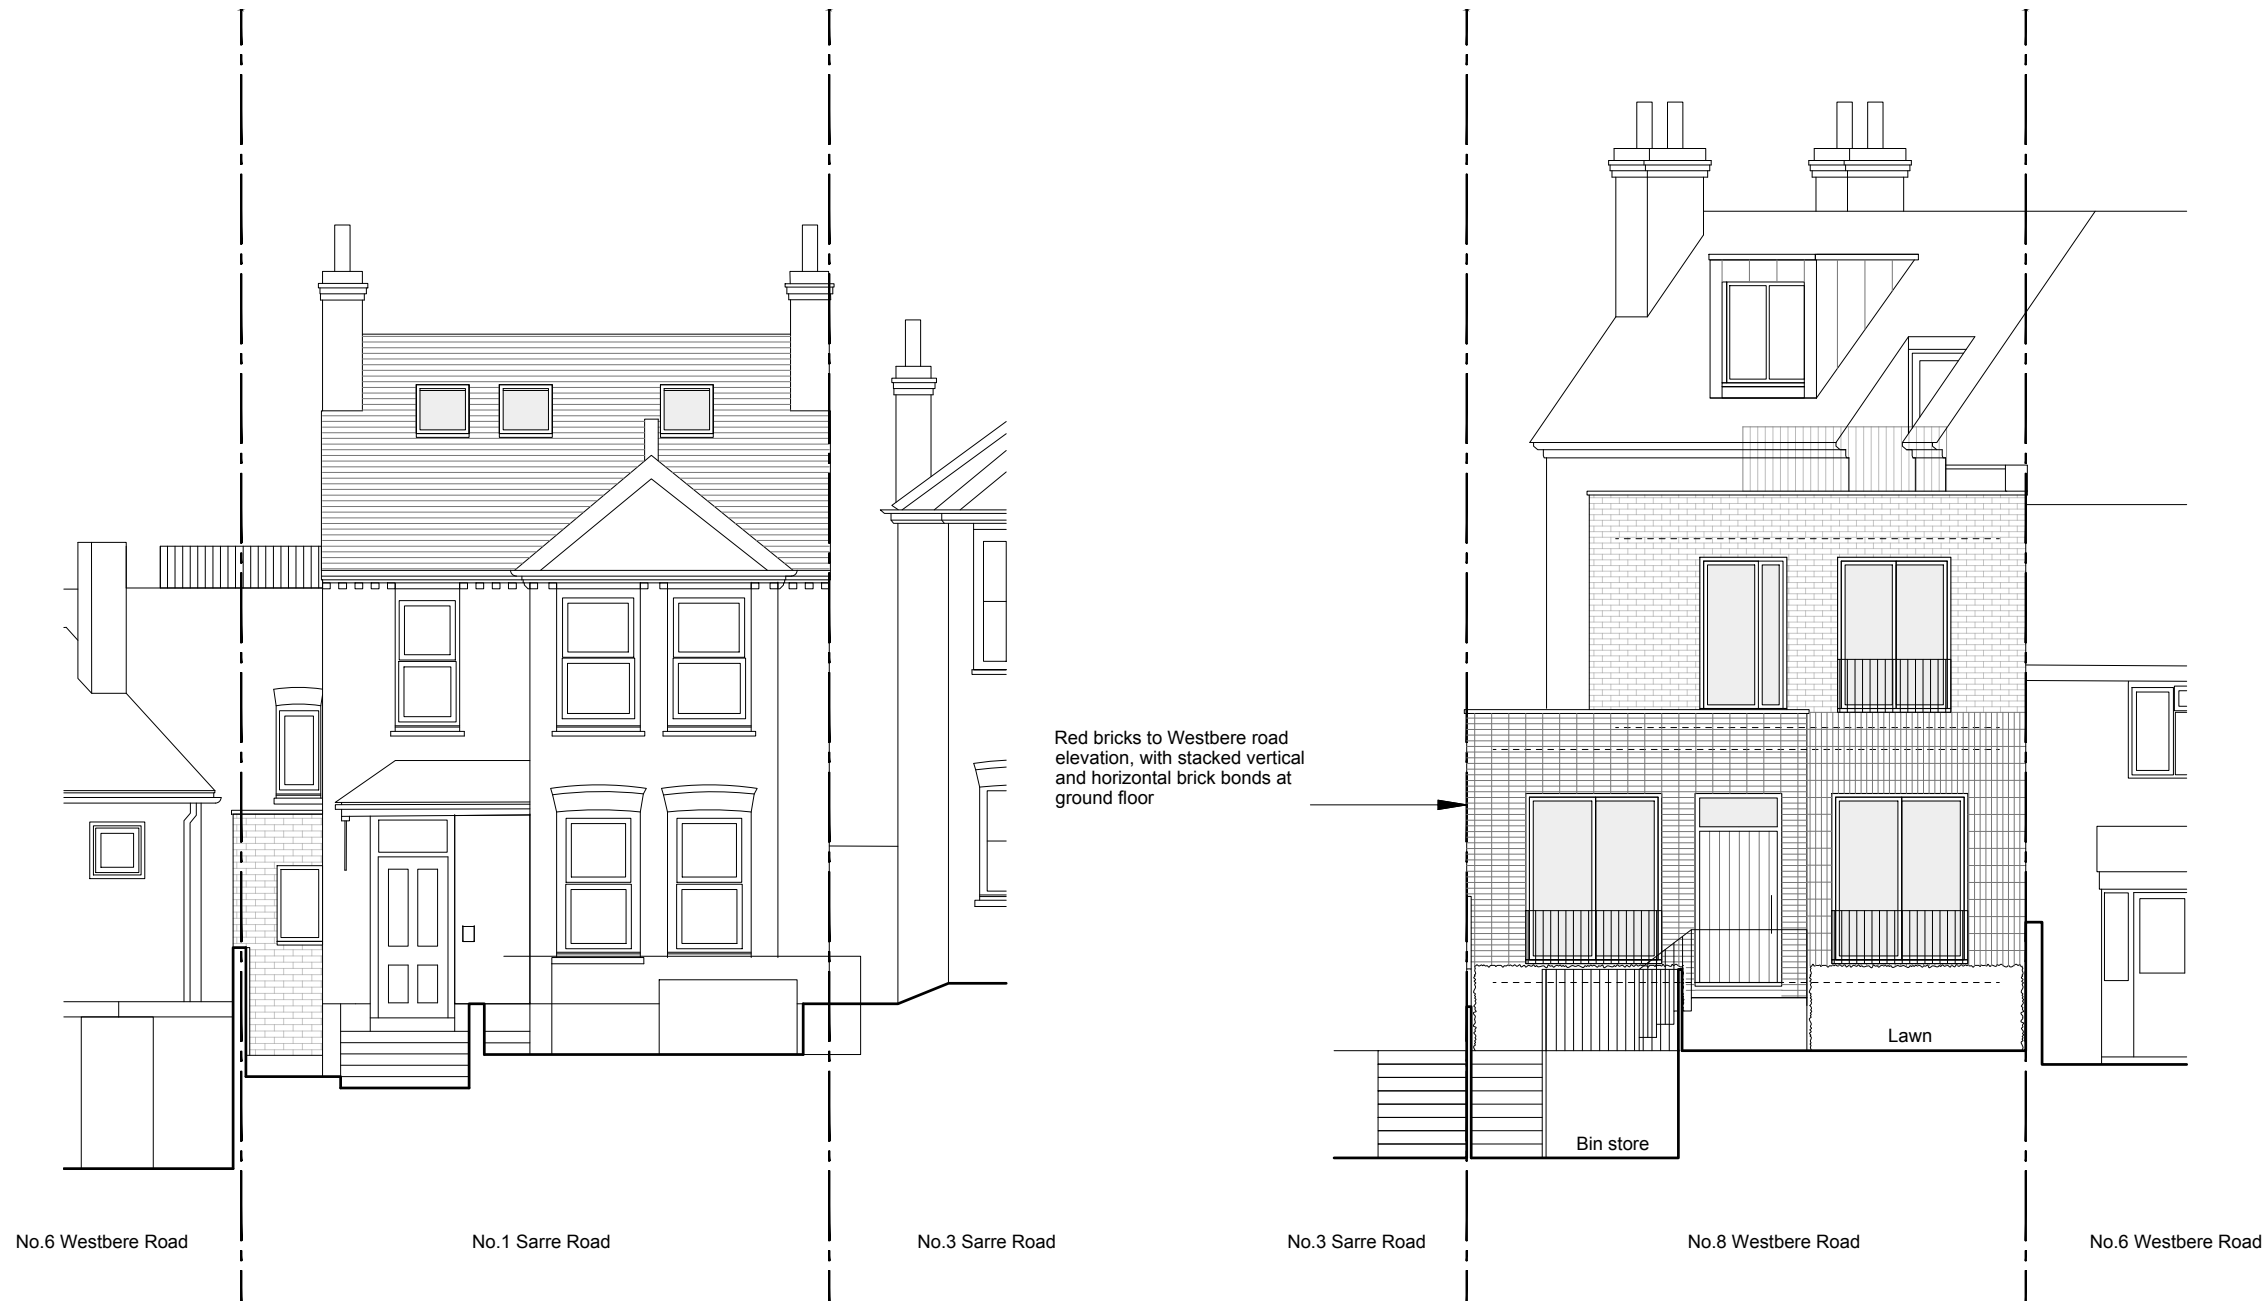 Red bricks to Westbere road
elevation, with stacked vertical
and horizontal brick bonds at
ground floor
Lawn
Bin store
No.6 Westbere Road
No.1 Sarre Road
No.3 Sarre Road
No.3 Sarre Road
No.8 Westbere Road
No.6 Westbere Road